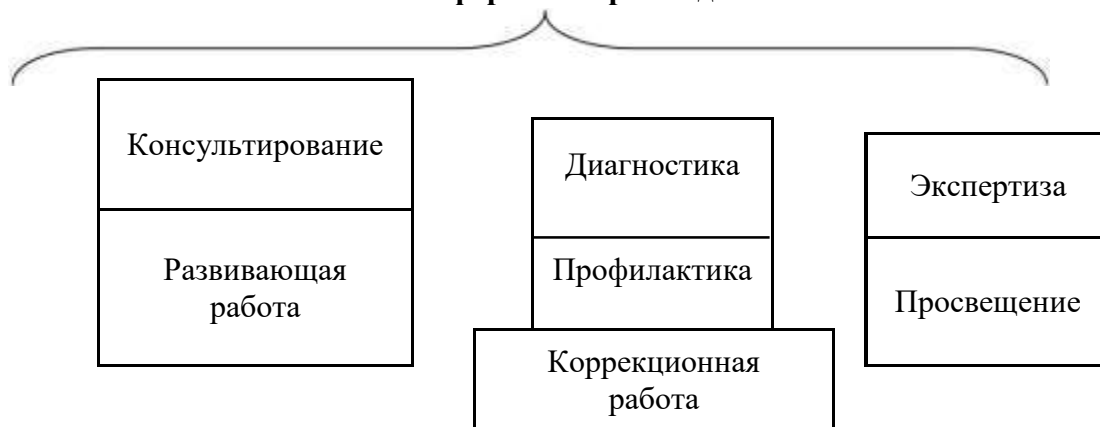 Консультирование
Развивающая
работа
Диагностика
Профилактика
Коррекционная
работа
Экспертиза
Просвещение